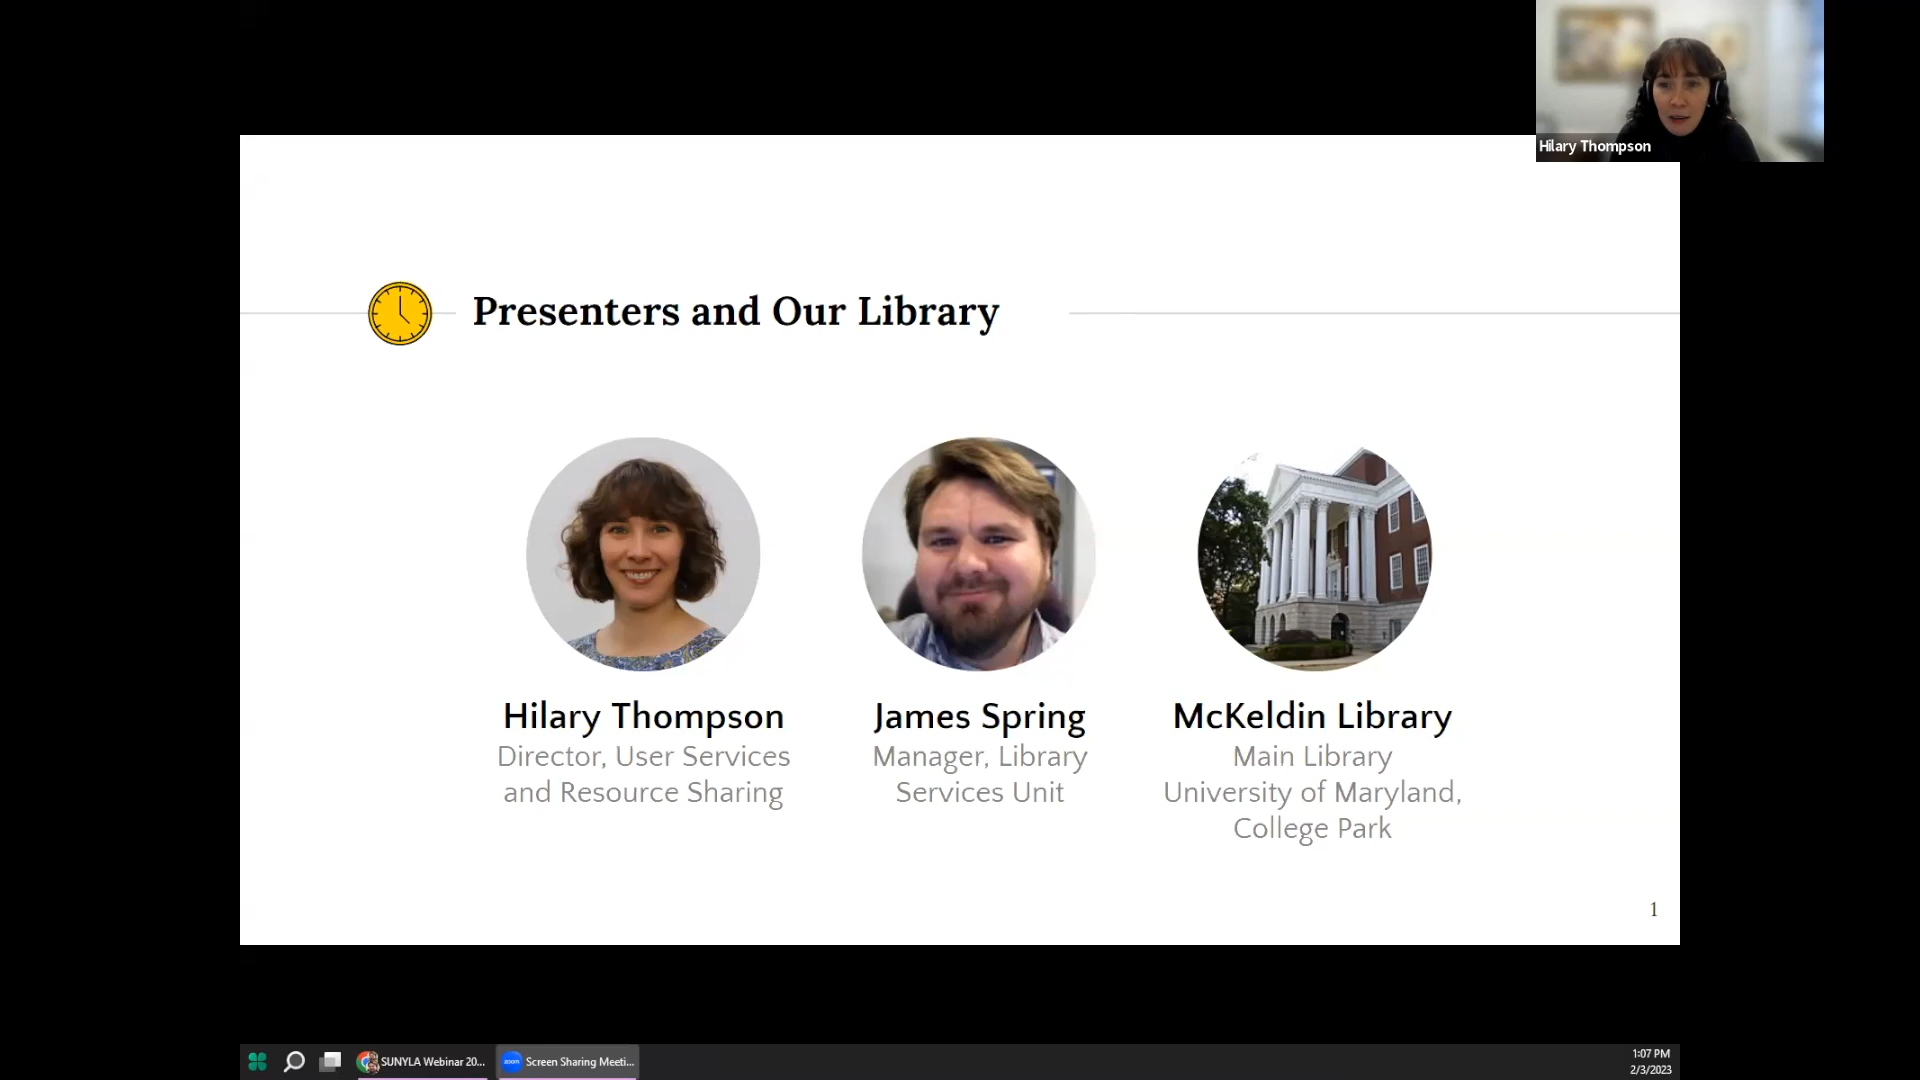 Hilary Thompson
Presenters and Our Library
Hilary Thompson
Director, User Services
and Resource Sharing
James Spring
Manager, Library
Services Unit
McKeldin Library
Main Library
University of Maryland,
College Park
1
SUNYLA Webinar 20...
zoom
Screen Sharing Meeti...
1:07 PM
2/3/2023